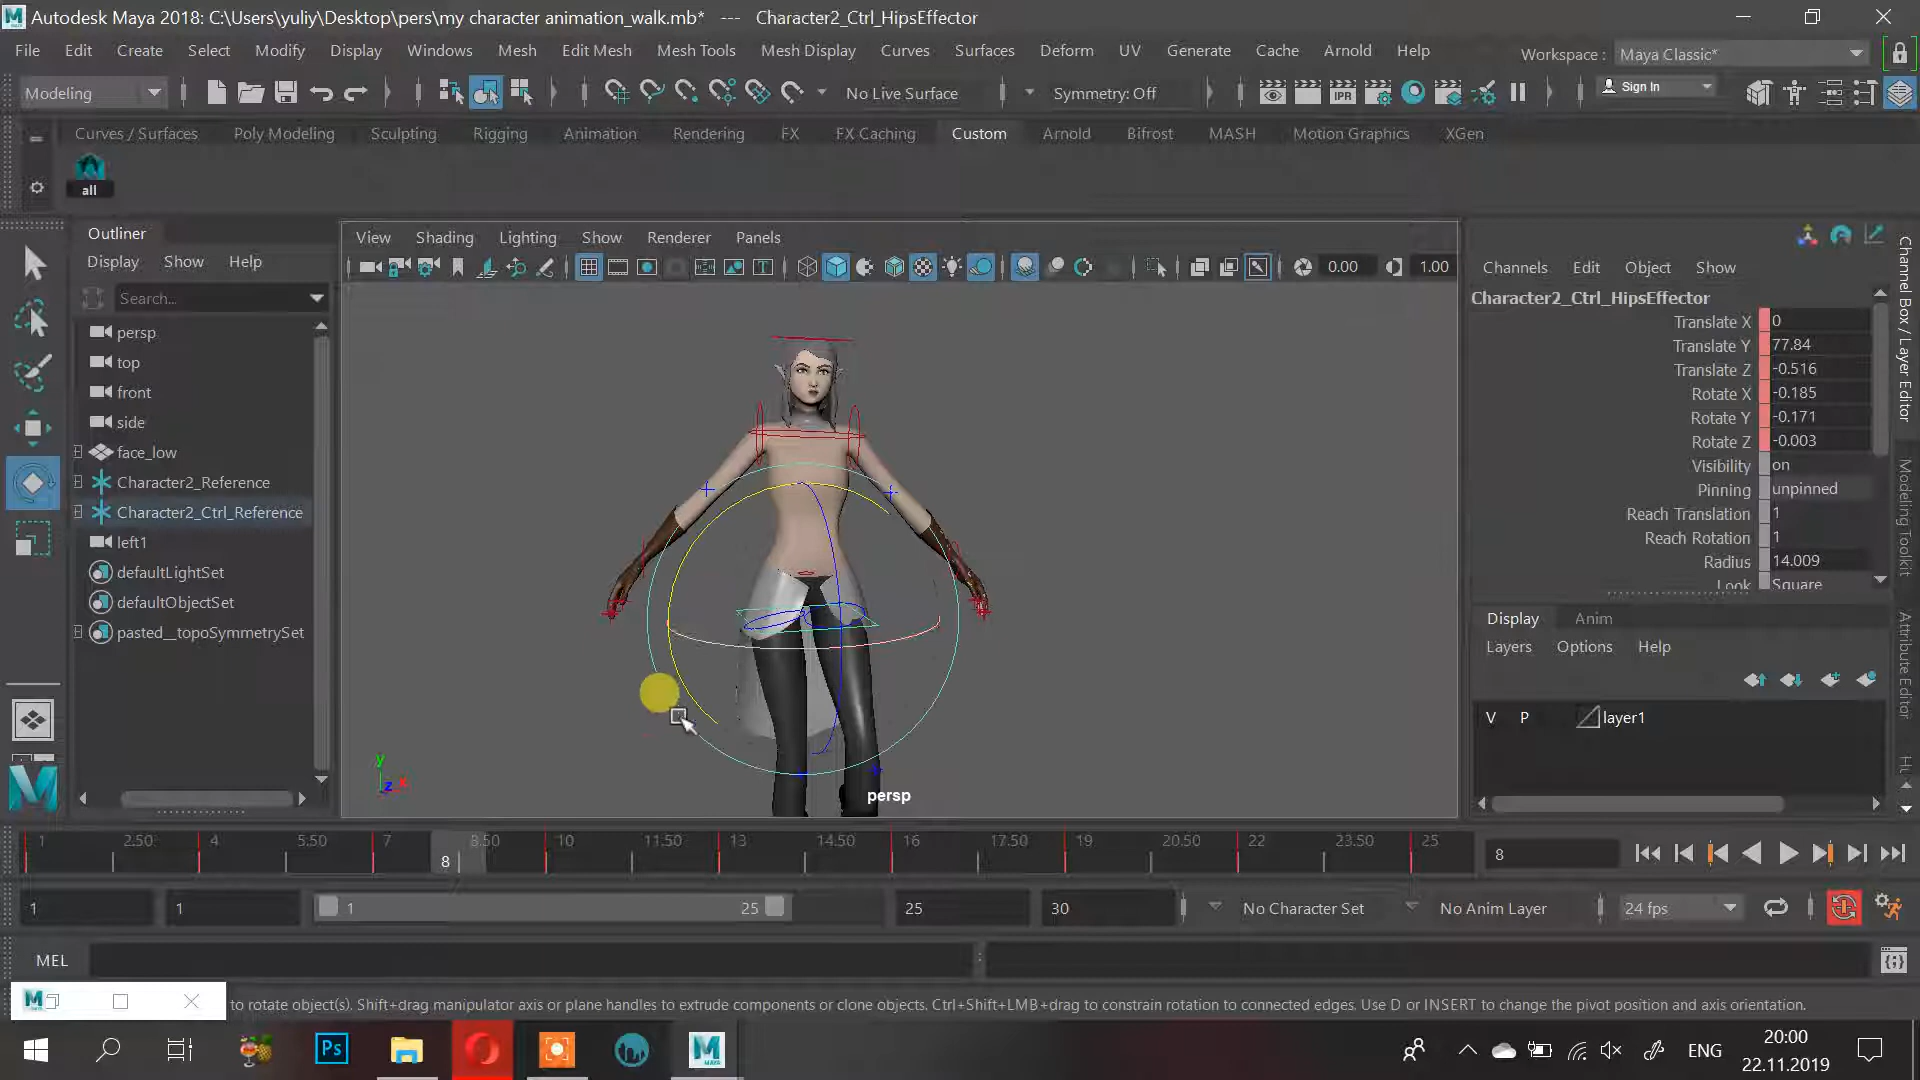 Autodesk Maya 2018: C:\Users\yuliy\Desktop\pers\my character animation_walk.mb* --- Character2_Ctrl_HipsEffector
File Edit Create Select Modify Display Windows Mesh Edit Mesh Mesh Tools Mesh Display Curves Surfaces Deform UV Generate Cache Arnold Help Workspace : Maya Classic*
Modeling No Live Surface Symmetry: Off IPR Sign In
Curves / Surfaces Poly Modeling Sculpting Rigging Animation Rendering FX FX Caching Custom Arnold Bifrost MASH Motion Graphics XGen
all
Outliner
Display Show Help
Search...
persp
top
front
side
face_low
Character2_Reference
Character2_Ctrl_Reference
left1
defaultLightSet
defaultObjectSet
pasted__topoSymmetrySet
View Shading Lighting Show Renderer Panels
0.00 1.00
y
z x
persp
Channels Edit Object Show
Character2_Ctrl_HipsEffector
Translate X 0
Translate Y 77.84
Translate Z -0.516
Rotate X -0.185
Rotate Y -0.171
Rotate Z -0.003
Visibility on
Pinning unpinned
Reach Translation 1
Reach Rotation 1
Radius 14.009
Look Square
Display Anim
Layers Options Help
V P layer1
Channel Box / Layer Editor
Modeling Toolkit
Attribute Editor
1 2.50 4 5.50 7 8.50 10 11.50 13 14.50 16 17.50 19 20.50 22 23.50 25
8
8
1 1 1 25 25 30 No Character Set No Anim Layer 24 fps
MEL
to rotate object(s). Shift+drag manipulator axis or plane handles to extrude components or clone objects. Ctrl+Shift+LMB+drag to constrain rotation to connected edges. Use D or INSERT to change the pivot position and axis orientation.
Ps
MAYA
ENG
20:00
22.11.2019